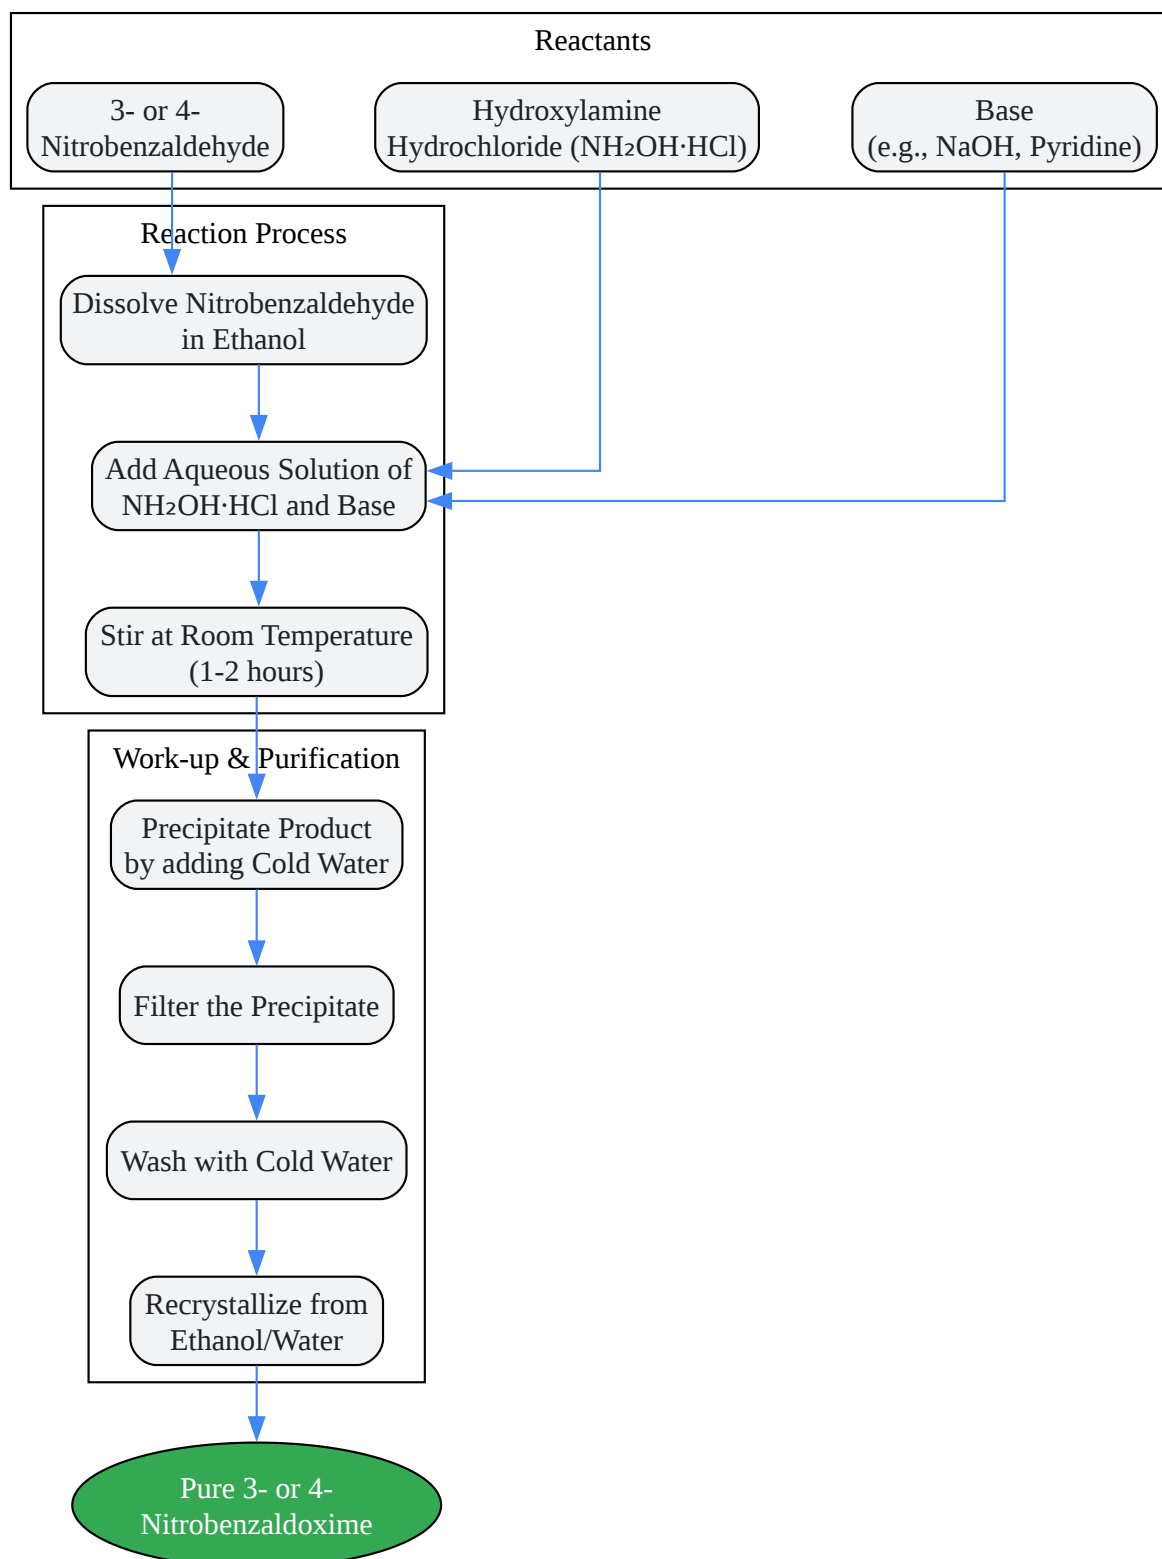 Reactants
3- or 4-
Nitrobenzaldehyde
Hydroxylamine
Hydrochloride (NH₂OH·HCl)
Base
(e.g., NaOH, Pyridine)
Reaction Process
Dissolve Nitrobenzaldehyde
in Ethanol
Add Aqueous Solution of
NH₂OH·HCl and Base
Stir at Room Temperature
(1-2 hours)
Work-up & Purification
Precipitate Product
by adding Cold Water
Filter the Precipitate
Wash with Cold Water
Recrystallize from
Ethanol/Water
Pure 3- or 4-
Nitrobenzaldoxime